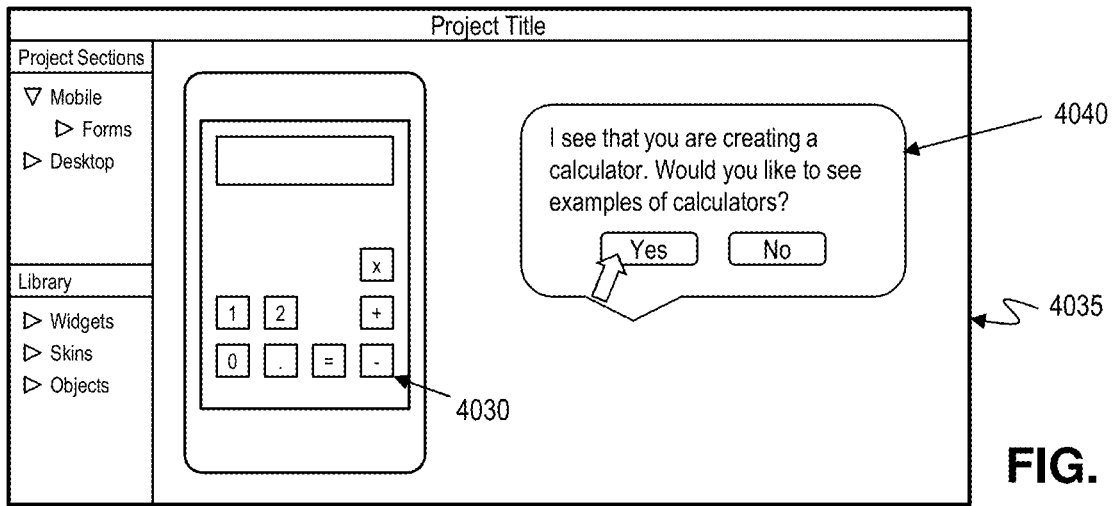 Project Title
Project Sections
Mobile
Forms
Desktop
Library
Widgets
Skins
Objects
x
1 2 +
0 . = -
4030
I see that you are creating a
calculator. Would you like to see
examples of calculators?
Yes No
4040
4035
FIG.